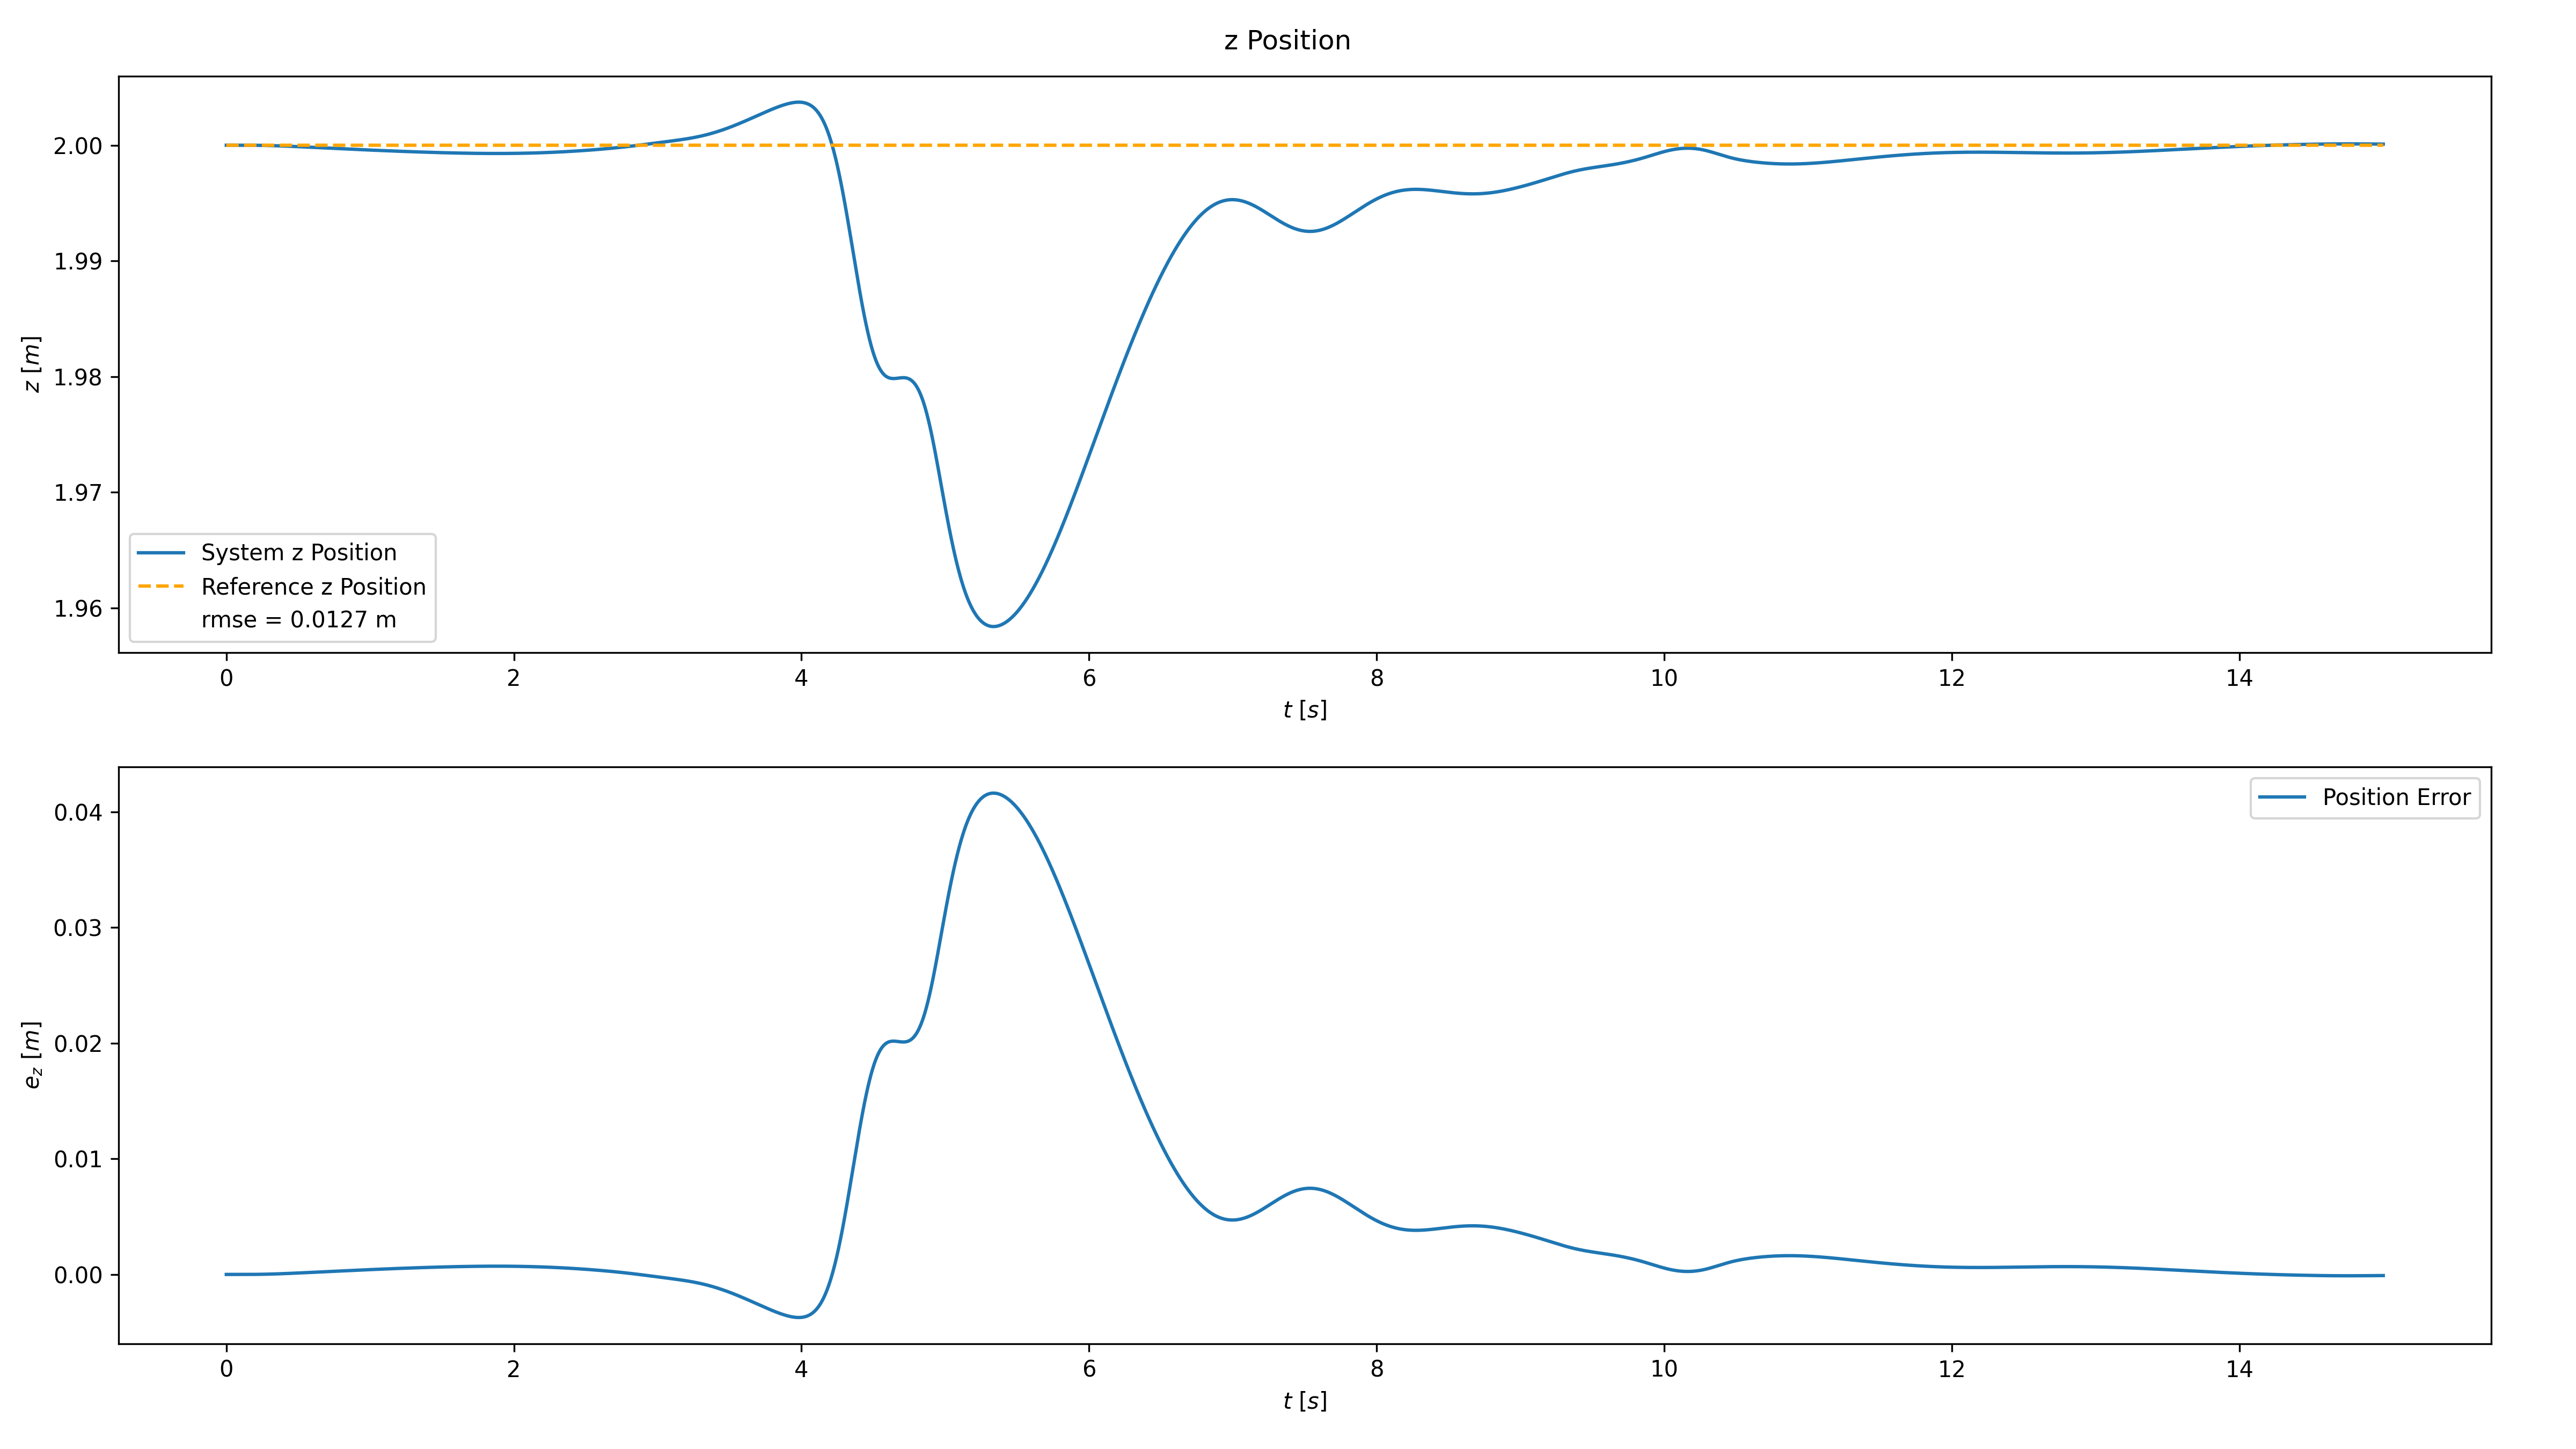 z Position
2.00
1.99
1.98
1.97
1.96
z [m]
System z Position
Reference z Position
rmse = 0.0127 m
0 2 4 6 8 10 12 14
t [s]
0.04
0.03
0.02
0.01
0.00
e_z [m]
Position Error
0 2 4 6 8 10 12 14
t [s]